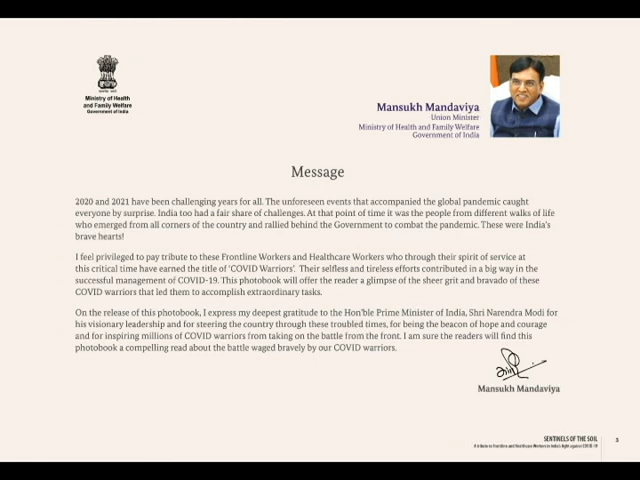 Ministry of Health
and Family Welfare
Government of India
Mansukh Mandaviya
Union Minister
Ministry of Health and Family Welfare
Government of India
Message
2020 and 2021 have been challenging years for all. The unforeseen events that accompanied the global pandemic caught
everyone by surprise. India too had a fair share of challenges. At that point of time it was the people from different walks of life
who emerged from all corners of the country and rallied behind the Government to combat the pandemic. These were India's
brave hearts!
I feel privileged to pay tribute to these Frontline Workers and Healthcare Workers who through their spirit of service at
this critical time have earned the title of 'COVID Warriors'. Their selfless and tireless efforts contributed in a big way in the
successful management of COVID-19. This photobook will offer the reader a glimpse of the sheer grit and bravado of these
COVID warriors that led them to accomplish extraordinary tasks.
On the release of this photobook, I express my deepest gratitude to the Hon'ble Prime Minister of India, Shri Narendra Modi for
his visionary leadership and for steering the country through these troubled times, for being the beacon of hope and courage
and for inspiring millions of COVID warriors from taking on the battle from the front. I am sure the readers will find this
photobook a compelling read about the battle waged bravely by our COVID warriors.
Mansukh Mandaviya
SENTINELS OF THE SOIL
A tribute to Frontline and Healthcare Workers in India's fight against COVID-19